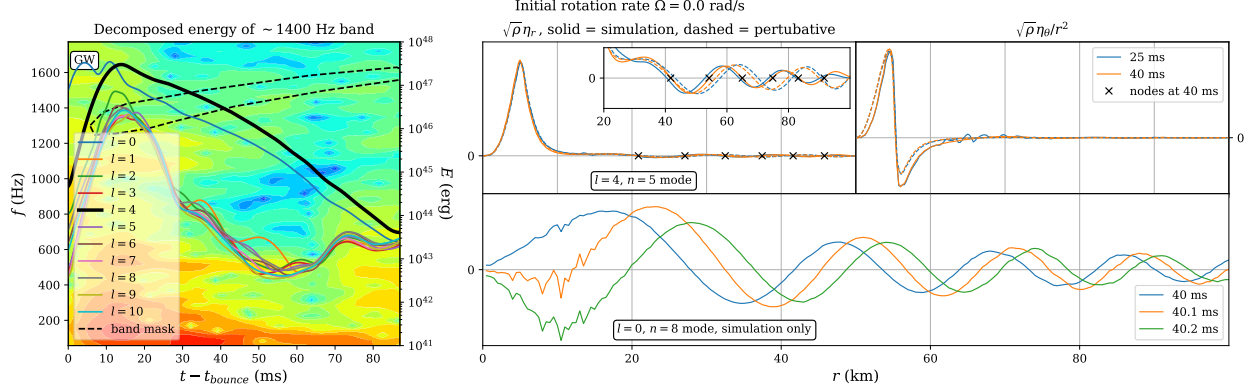 Initial rotation rate Ω = 0.0 rad/s
Decomposed energy of ~ 1400 Hz band
GW
1600
1400
1200
1000
800
600
400
200
f (Hz)
l = 0
l = 1
l = 2
l = 3
l = 4
l = 5
l = 6
l = 7
l = 8
l = 9
l = 10
band mask
0 10 20 30 40 50 60 70 80
t − t_bounce (ms)
10^48
10^47
10^46
10^45
10^44
10^43
10^42
10^41
E (erg)
√ρ η_r , solid = simulation, dashed = pertubative
0
0
20 40 60 80
l = 4, n = 5 mode
√ρ η_θ/r^2
25 ms
40 ms
nodes at 40 ms
0
0
l = 0, n = 8 mode, simulation only
40 ms
40.1 ms
40.2 ms
0 20 40 60 80
r (km)